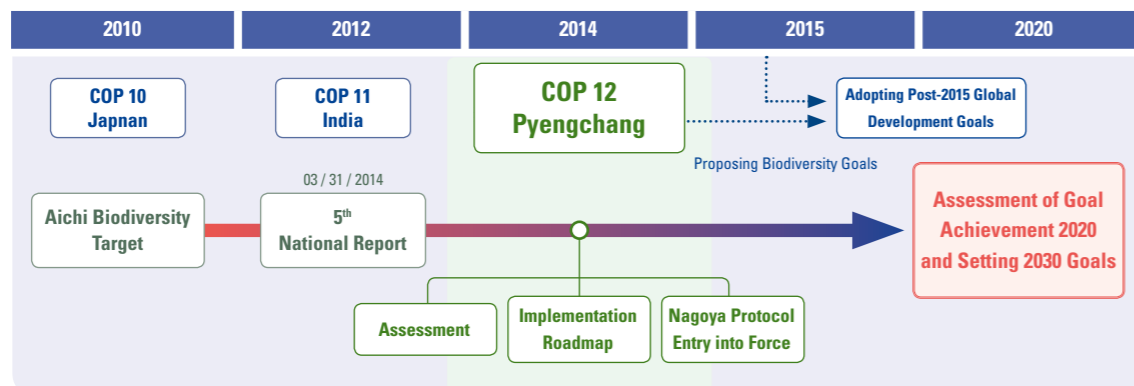 2010
2012
2014
2015
2020
COP 10
Japnan
COP 11
India
COP 12
Pyengchang
Adopting Post-2015 Global
Development Goals
Proposing Biodiversity Goals
03 / 31 / 2014
Aichi Biodiversity
Target
5th
National Report
Assessment of Goal
Achievement 2020
and Setting 2030 Goals
Assessment
Implementation
Roadmap
Nagoya Protocol
Entry into Force